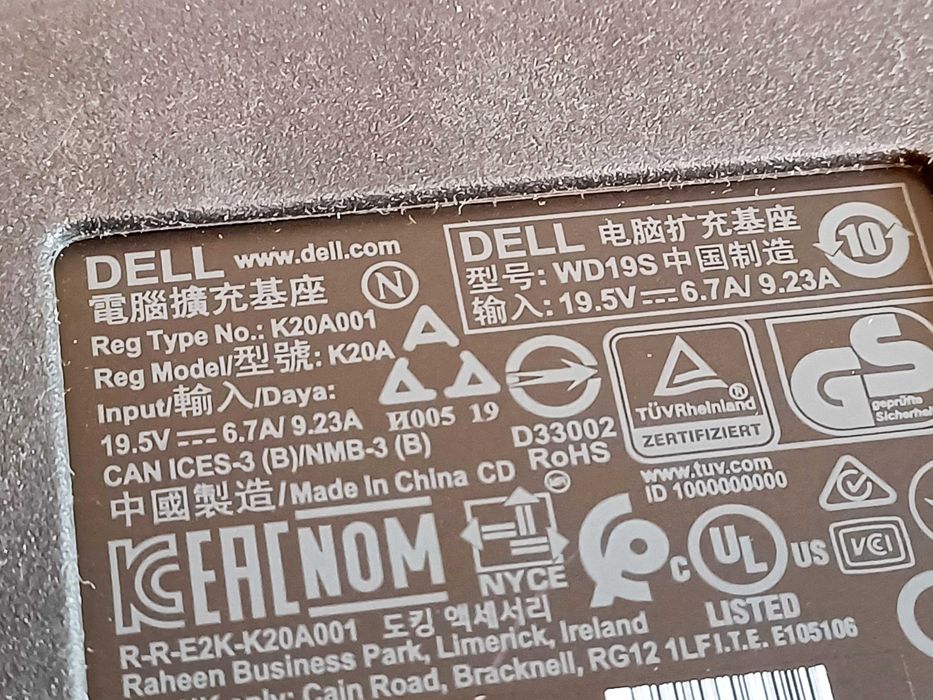 DELL www.dell.com
電腦擴充基座 N
Reg Type No.: K20A001
Reg Model/型號: K20A
Input/輸入/Daya:
19.5V 6.7A/ 9.23A
CAN ICES-3 (B)/NMB-3 (B)
中國製造/Made In China CD
DELL 电脑扩充基座
型号: WD19S 中国制造
输入: 19.5V 6.7A/ 9.23A
10
И005 19
D33002
RoHS
TÜVRheinland®
ZERTIFIZIERT
www.tuv.com
ID 1000000000
GS
geprüfte
Sicherheit
KC EAC NOM
NYCE
C UL US
LISTED
VCI
R-R-E2K-K20A001 도킹 액세서리
Raheen Business Park, Limerick, Ireland
only: Cain Road, Bracknell, RG12 1LF I.T.E. E105106